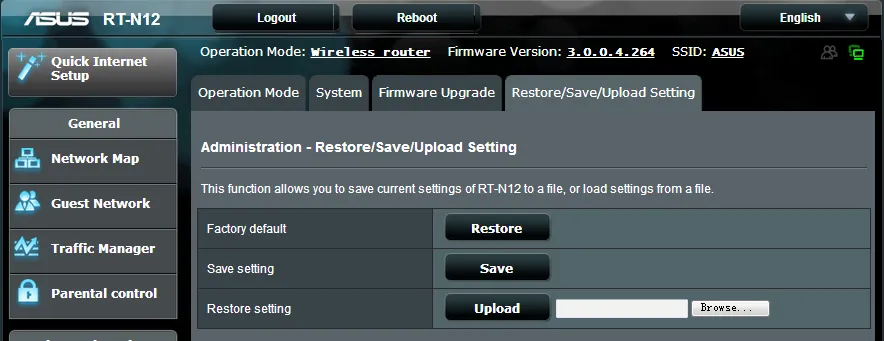 ASUS RT-N12 Logout Reboot English
Operation Mode: Wireless router Firmware Version: 3.0.0.4.264 SSID: ASUS
Quick Internet
Setup
General
Network Map
Guest Network
Traffic Manager
Parental control
Operation Mode System Firmware Upgrade Restore/Save/Upload Setting
Administration - Restore/Save/Upload Setting
This function allows you to save current settings of RT-N12 to a file, or load settings from a file.
Factory default Restore
Save setting Save
Restore setting Upload Browse...